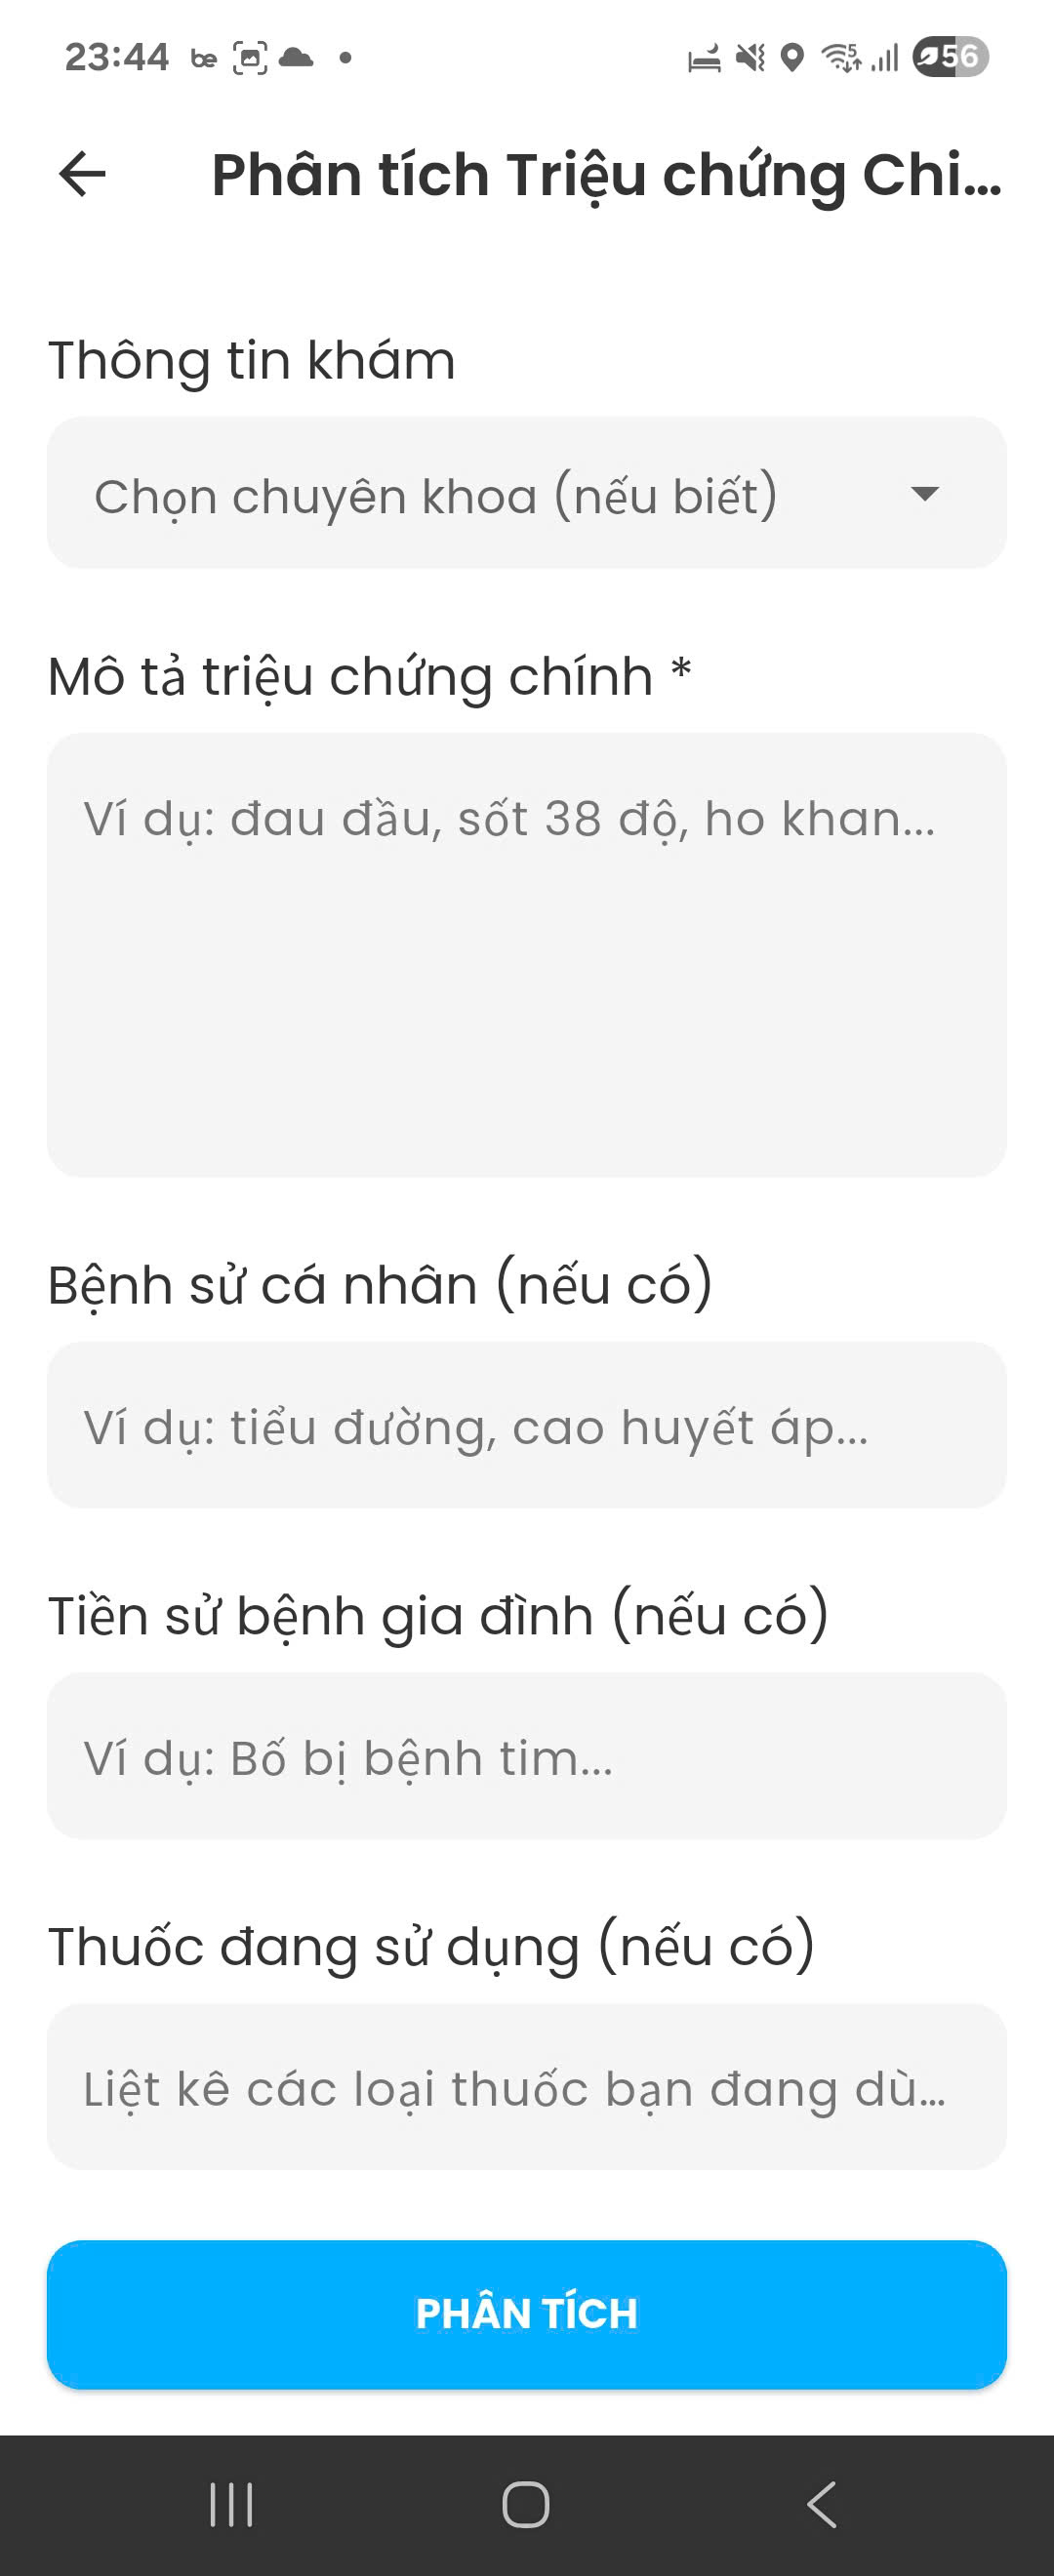 23:44 be 5 56
Phân tích Triệu chứng Chi...
Thông tin khám
Chọn chuyên khoa (nếu biết)
Mô tả triệu chứng chính *
Ví dụ: đau đầu, sốt 38 độ, ho khan...
Bệnh sử cá nhân (nếu có)
Ví dụ: tiểu đường, cao huyết áp...
Tiền sử bệnh gia đình (nếu có)
Ví dụ: Bố bị bệnh tim...
Thuốc đang sử dụng (nếu có)
Liệt kê các loại thuốc bạn đang dù...
PHÂN TÍCH